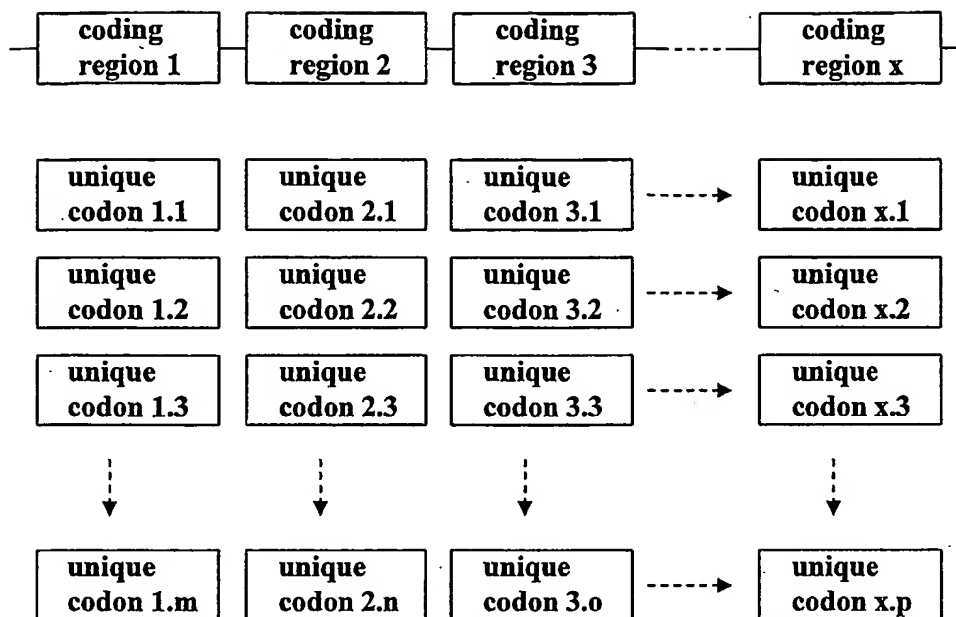 coding
region 1
coding
region 2
coding
region 3
coding
region x
unique
codon 1.1
unique
codon 2.1
unique
codon 3.1
unique
codon x.1
unique
codon 1.2
unique
codon 2.2
unique
codon 3.2
unique
codon x.2
unique
codon 1.3
unique
codon 2.3
unique
codon 3.3
unique
codon x.3
unique
codon 1.m
unique
codon 2.n
unique
codon 3.o
unique
codon x.p